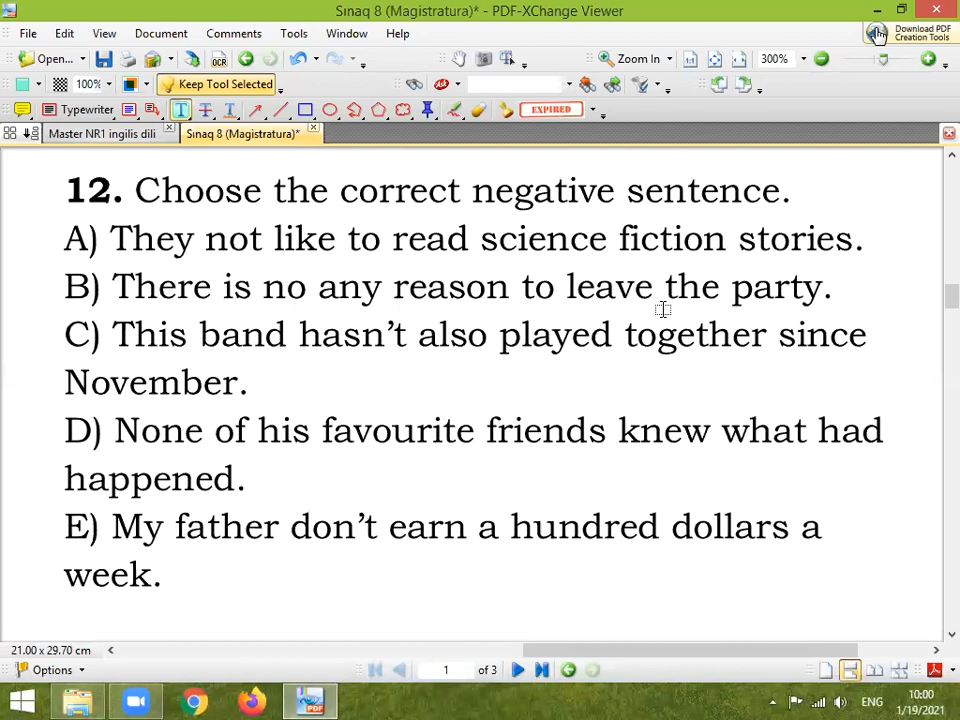 Sınaq 8 (Magistratura)* - PDF-XChange Viewer
File Edit View Document Comments Tools Window Help
Download PDF
Creation Tools
Open... OCR Zoom In 300%
100% Keep Tool Selected
Typewriter EXPIRED
Master NR1 ingilis dili Sınaq 8 (Magistratura)*
12. Choose the correct negative sentence.
A) They not like to read science fiction stories.
B) There is no any reason to leave the party.
C) This band hasn't also played together since
November.
D) None of his favourite friends knew what had
happened.
E) My father don't earn a hundred dollars a
week.
21.00 x 29.70 cm
Options 1 of 3
PDF ENG 10:00
1/19/2021